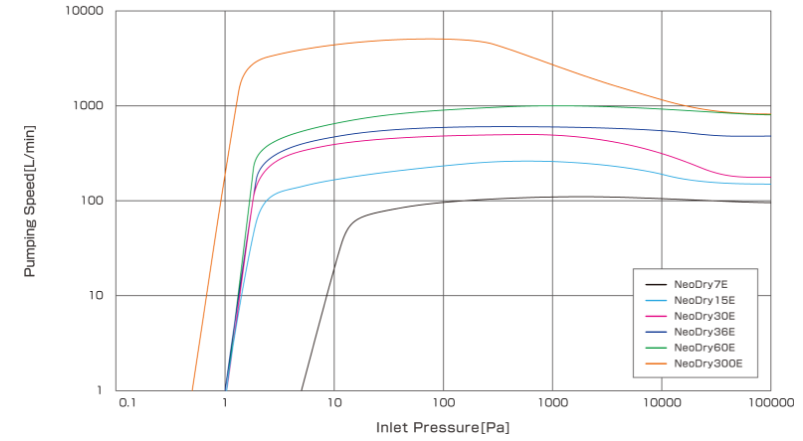 10000
1000
100
10
1
Pumping Speed[L/min]
NeoDry7E
NeoDry15E
NeoDry30E
NeoDry36E
NeoDry60E
NeoDry300E
0.1 1 10 100 1000 10000 100000
Inlet Pressure[Pa]